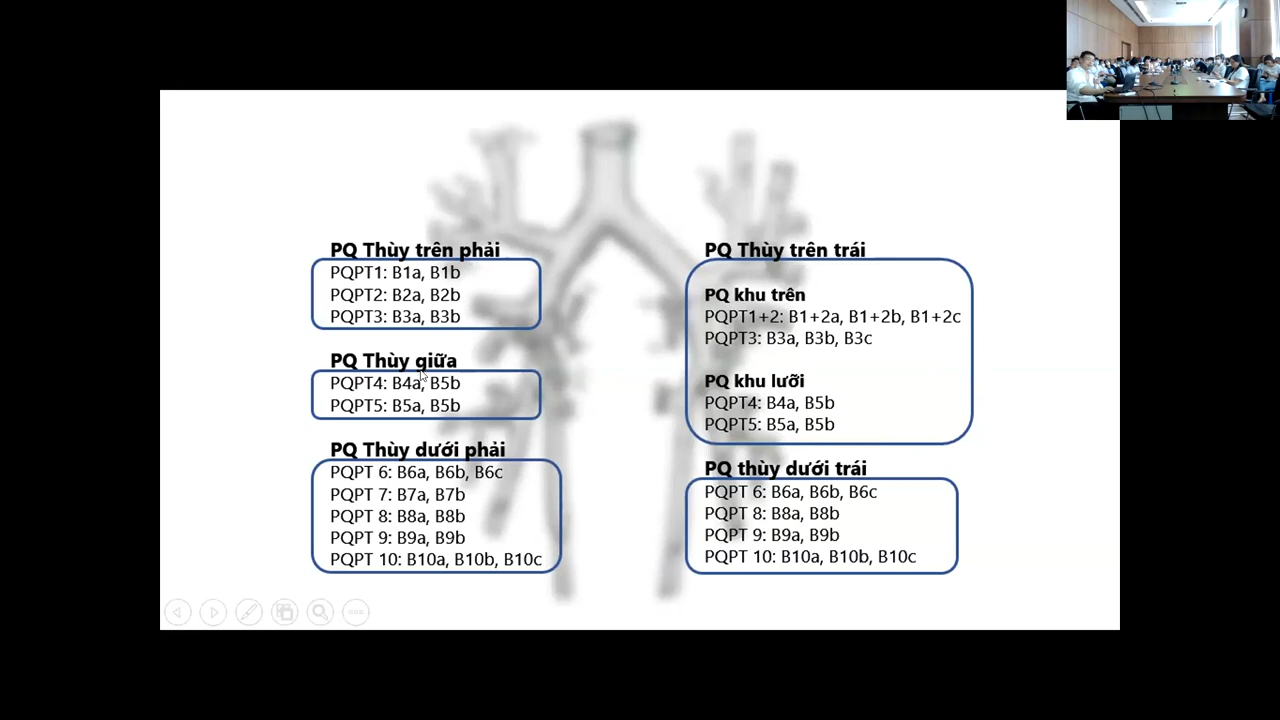 PQ Thùy trên phải
PQPT1: B1a, B1b
PQPT2: B2a, B2b
PQPT3: B3a, B3b
PQ Thùy giữa
PQPT4: B4a, B5b
PQPT5: B5a, B5b
PQ Thùy dưới phải
PQPT 6: B6a, B6b, B6c
PQPT 7: B7a, B7b
PQPT 8: B8a, B8b
PQPT 9: B9a, B9b
PQPT 10: B10a, B10b, B10c
PQ Thùy trên trái
PQ khu trên
PQPT1+2: B1+2a, B1+2b, B1+2c
PQPT3: B3a, B3b, B3c
PQ khu lưỡi
PQPT4: B4a, B5b
PQPT5: B5a, B5b
PQ thùy dưới trái
PQPT 6: B6a, B6b, B6c
PQPT 8: B8a, B8b
PQPT 9: B9a, B9b
PQPT 10: B10a, B10b, B10c